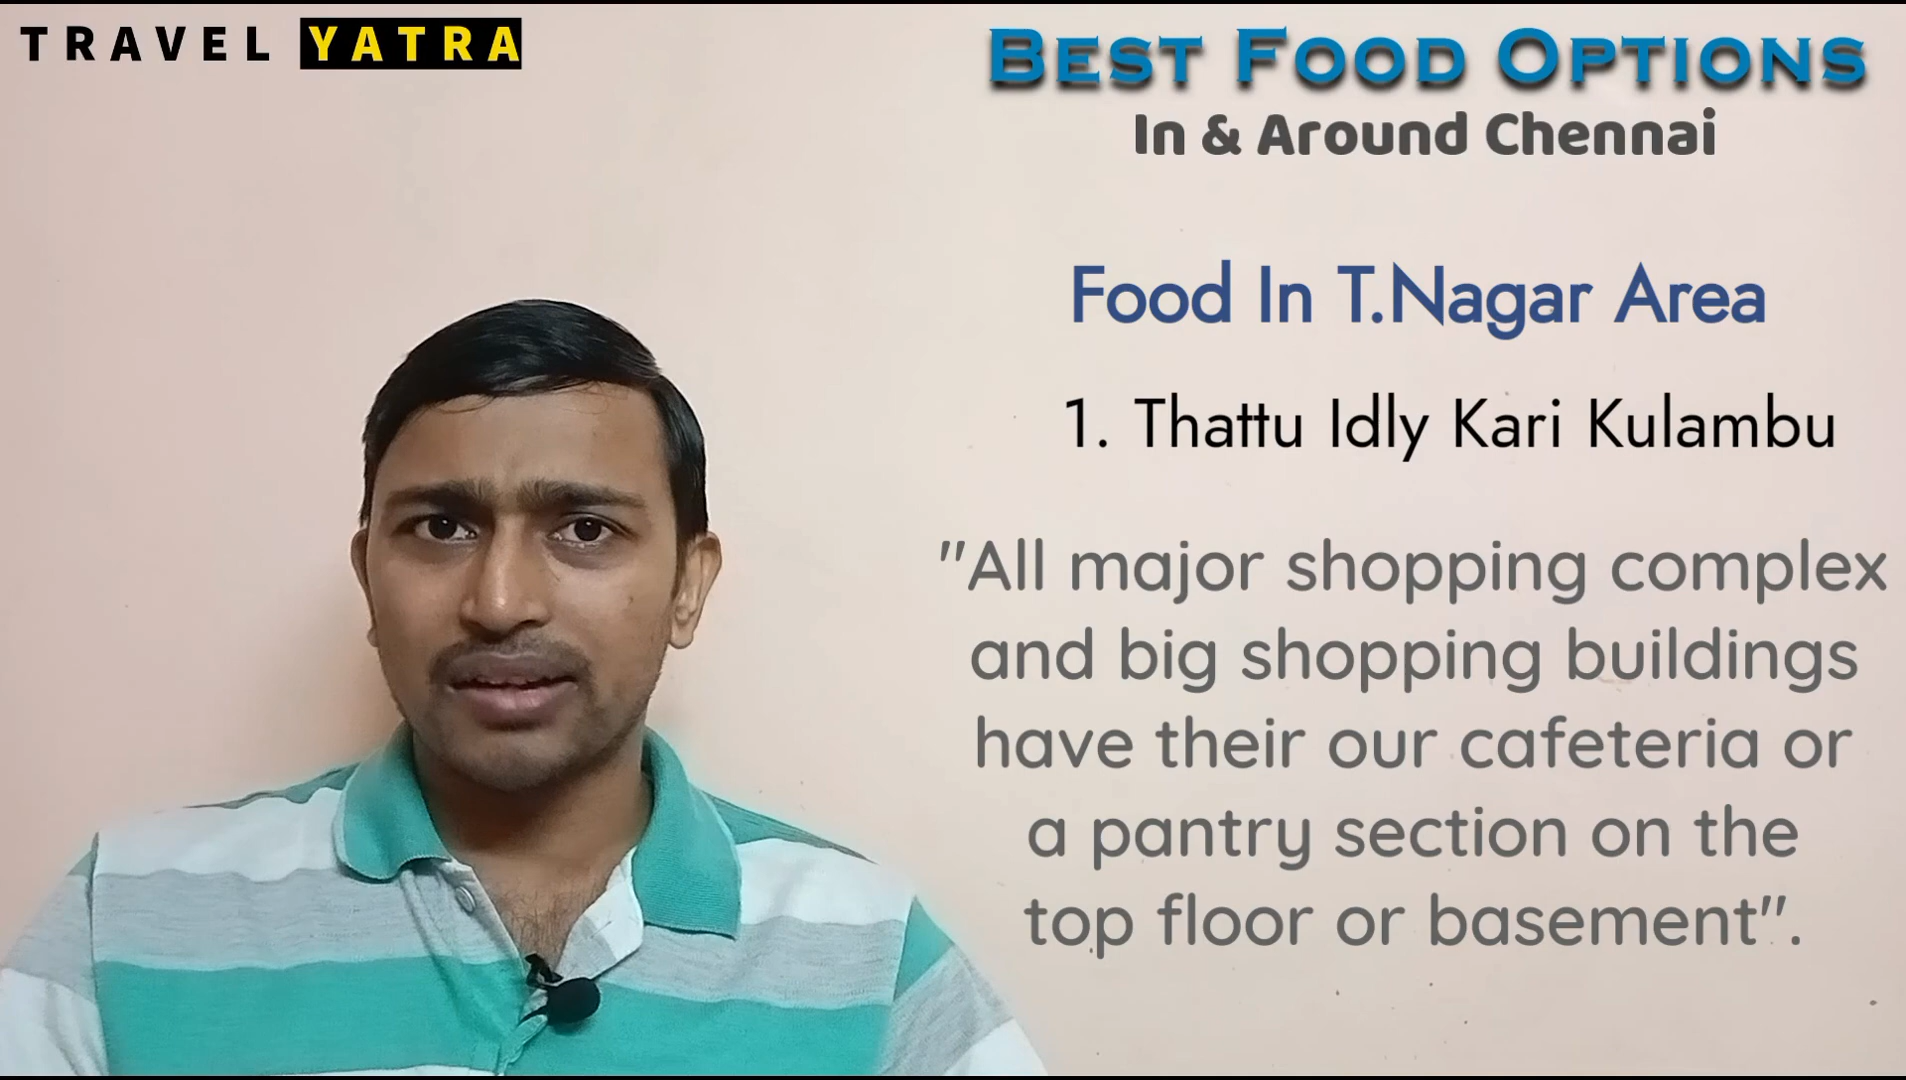 TRAVEL YATRA
BEST FOOD OPTIONS
In & Around Chennai
Food In T.Nagar Area
1. Thattu Idly Kari Kulambu
"All major shopping complex
and big shopping buildings
have their our cafeteria or
a pantry section on the
top floor or basement".